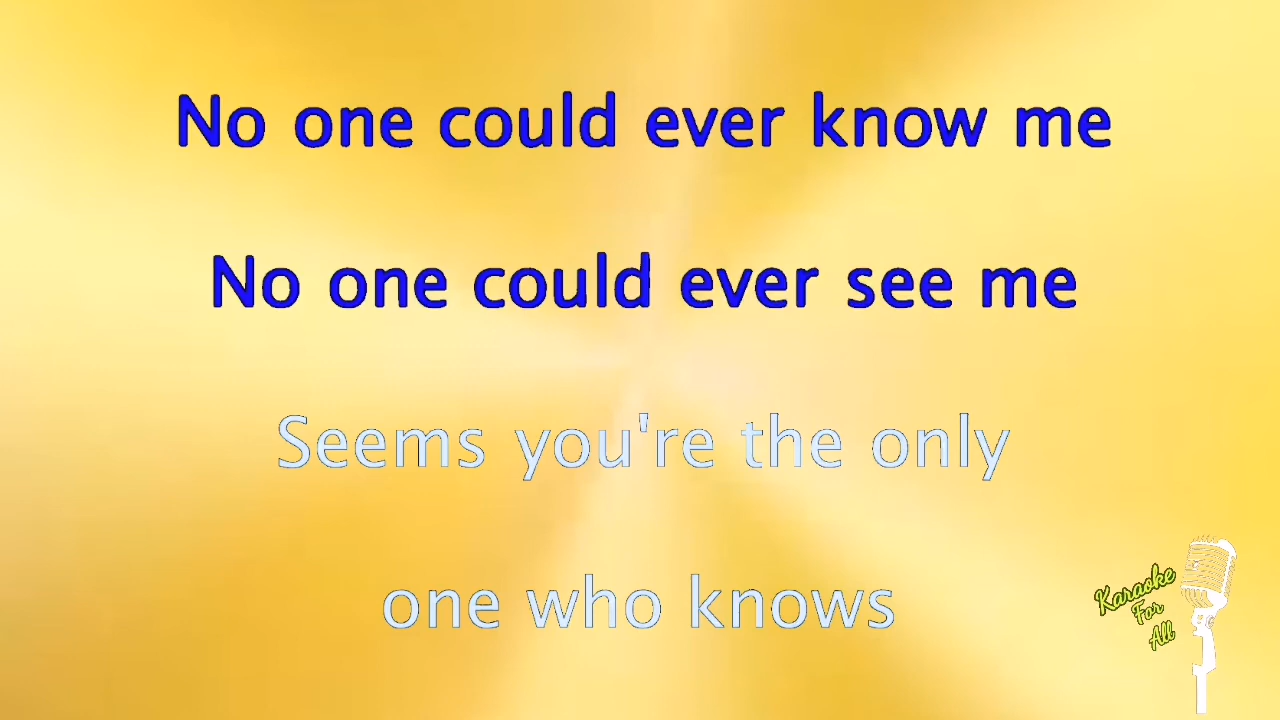 No one could ever know me
No one could ever see me
Seems you're the only
one who knows
Karaoke
For
All